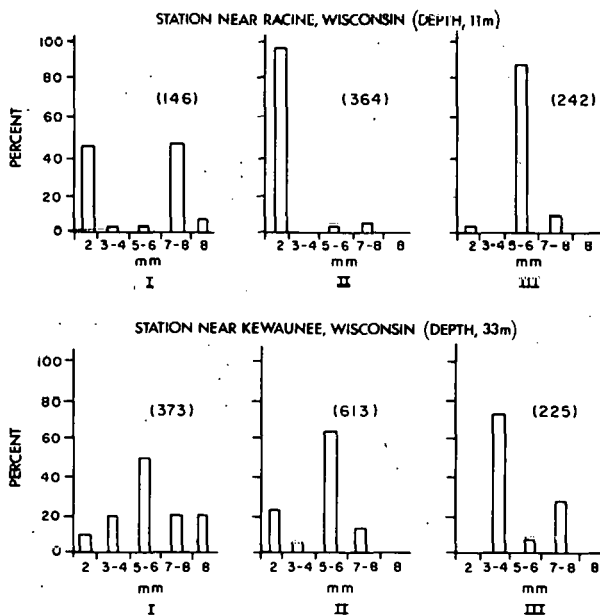 STATION NEAR RACINE, WISCONSIN (DEPTH, 11m)
PERCENT
100
80
60
40
20
0
(146)
2 3-4 5-6 7-8 8
mm
I
(364)
2 5-6 7-8 8
mm
II
(242)
2 3-4 5-6 7-8 8
mm
III
STATION NEAR KEWAUNEE, WISCONSIN (DEPTH, 33m)
PERCENT
100
80
60
40
20
0
(373)
2 3-4 5-6 7-8 8
mm
I
(613)
2 3-4 5-6 7-8 8
mm
II
(225)
2 3-4 5-6 7-8 8
mm
III